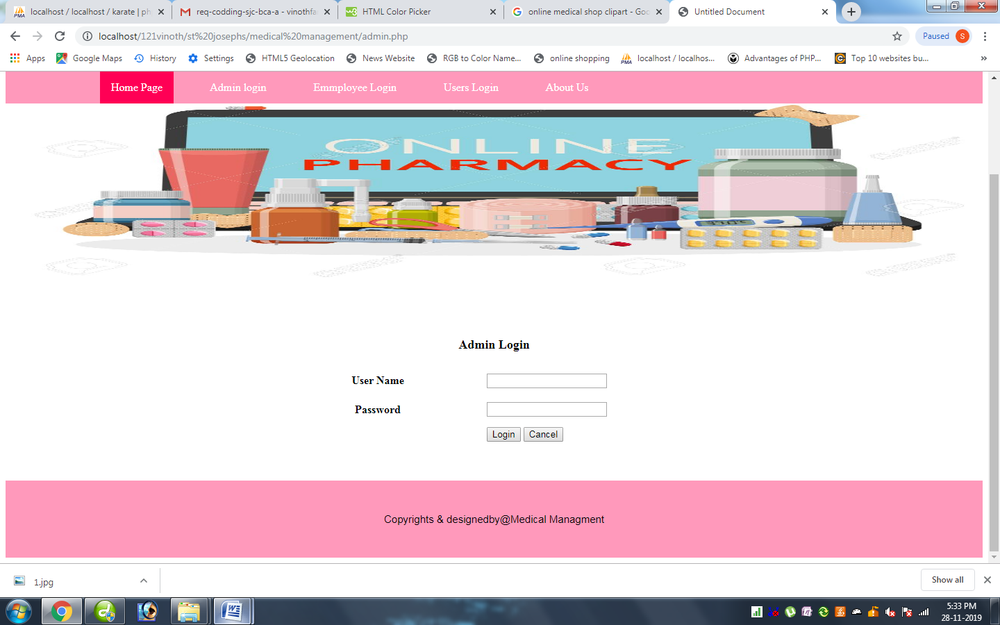 localhost / localhost / karate | ph
req-codding-sjc-bca-a - vinothfa
HTML Color Picker
online medical shop clipart - Goo
Untitled Document
localhost/121vinoth/st%20josephs/medical%20management/admin.php
Paused S
Apps
Google Maps
History
Settings
HTML5 Geolocation
News Website
RGB to Color Name...
online shopping
localhost / localhos...
Advantages of PHP...
Top 10 websites bu...
»
Home Page
Admin login
Emmployee Login
Users Login
About Us
ONLINE
PHARMACY
Admin Login
User Name
Password
Login Cancel
Copyrights & designedby@Medical Managment
1.jpg
Show all
5:33 PM
28-11-2019